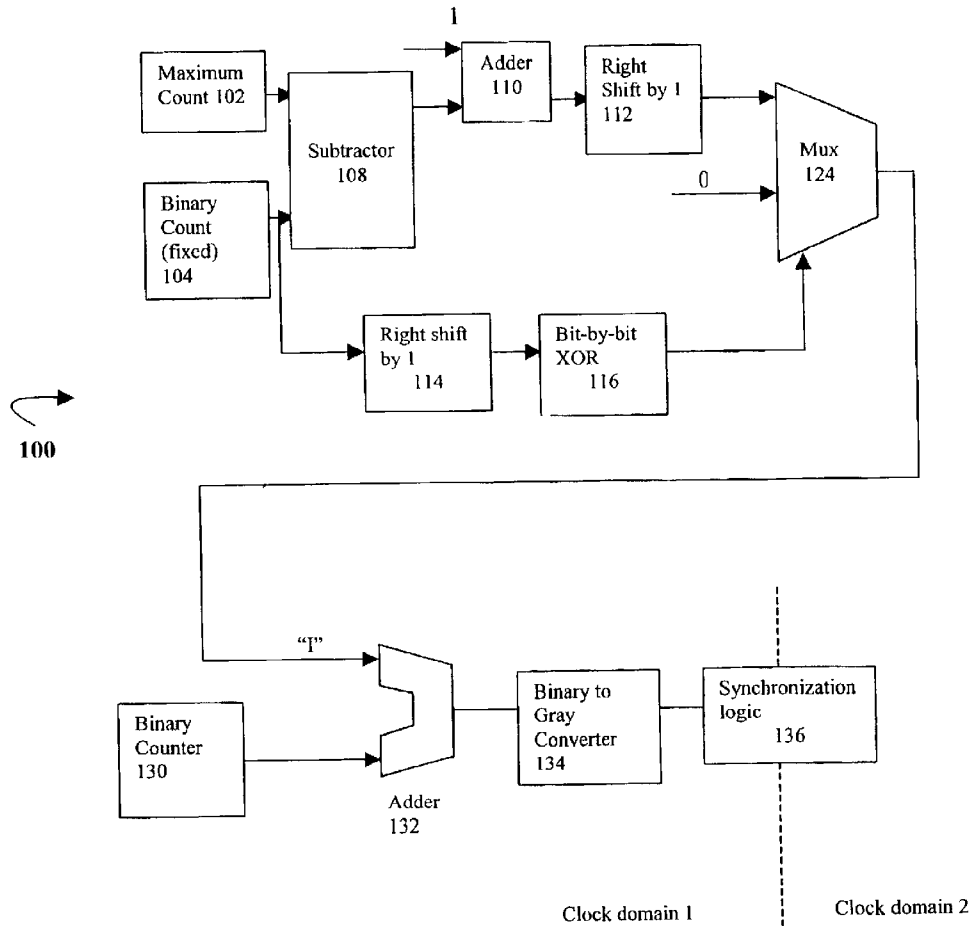 1
Maximum
Count 102
Adder
110
Right
Shift by 1
112
Subtractor
108
Mux
124
0
Binary
Count
(fixed)
104
Right shift
by 1
114
Bit-by-bit
XOR
116
100
"I"
Binary
Counter
130
Adder
132
Binary to
Gray
Converter
134
Synchronization
logic
136
Clock domain 1
Clock domain 2